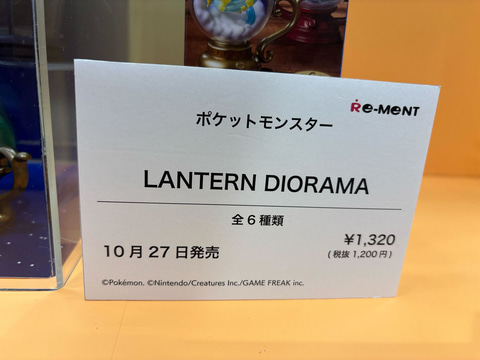 Re-MeNT
ポケットモンスター
LANTERN DIORAMA
全6種類
¥1,320
10月27日発売
(税抜1,200円)
©Pokémon. ©Nintendo/Creatures Inc./GAME FREAK inc.